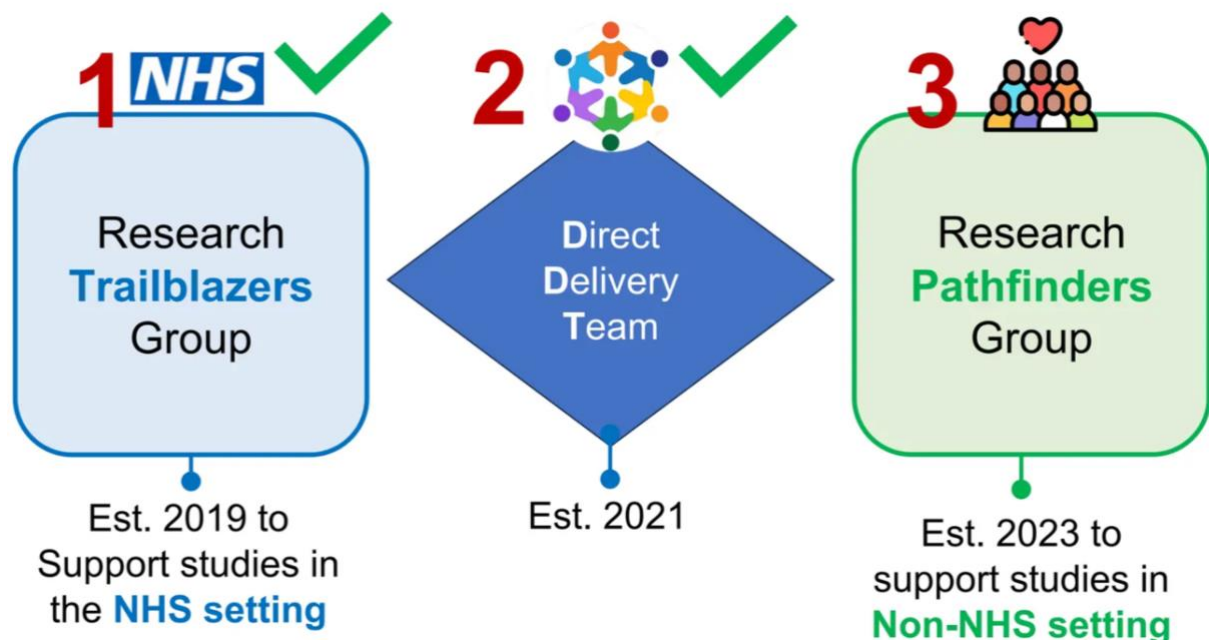 1 NHS
Research
Trailblazers
Group
Est. 2019 to
Support studies in
the NHS setting
2
Direct
Delivery
Team
Est. 2021
3
Research
Pathfinders
Group
Est. 2023 to
support studies in
Non-NHS setting